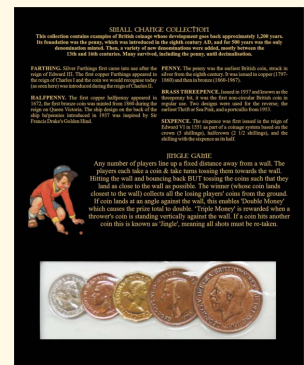 SMALL CHANGE COLLECTION
This collection contains examples of British coinage whose development goes back approximately 1,200 years.
Its foundation was the penny, which was introduced in the eighth century AD, and for 500 years was the only
denomination minted. Then, a variety of new denominations were added, mostly between the
13th and 16th centuries. Many survived, including the penny, until decimalisation.
FARTHING. Silver Farthings first came into use after the
reign of Edward III. The first copper Farthings appeared in
the reign of Charles I and the coin we would recognise today
(as seen here) was introduced during the reign of Charles II.
HALFPENNY. The first copper halfpenny appeared in
1672, the first bronze coin was minted from 1860 during the
reign on Queen Victoria. The ship design on the back of the
ship ha'pennies introduced in 1937 was inspired by Sir
Francis Drake's Golden Hind.
PENNY. The penny was the earliest British coin, struck in
silver from the eighth century. It was issued in copper (1797-
1860) and then in bronze (1860-1967).
BRASS THREEPENCE. Issued in 1937 and known as the
threepenny bit, it was the first non-circular British coin in
regular use. Two designs were used for the reverse, the
earliest Thrift or Sea Pink, and a portcullis from 1953.
SIXPENCE. The sixpence was first issued in the reign of
Edward VI in 1551 as part of a coinage system based on the
crown (5 shillings), halfcrown (2 1/2 shillings), and the
shilling with the sixpence as its half.
JINGLE GAME
Any number of players line up a fixed distance away from a wall. The
players each take a coin & take turns tossing them towards the wall.
Hitting the wall and bouncing back BUT tossing the coins such that they
land as close to the wall as possible. The winner (whose coin lands
closest to the wall) collects all the losing players' coins from the ground.
If coin lands at an angle against the wall, this enables 'Double Money'
which causes the prize total to double. 'Triple Money' is rewarded when a
thrower's coin is standing vertically against the wall. If a coin hits another
coin this is known as 'Jingle', meaning all shots must be re-taken.